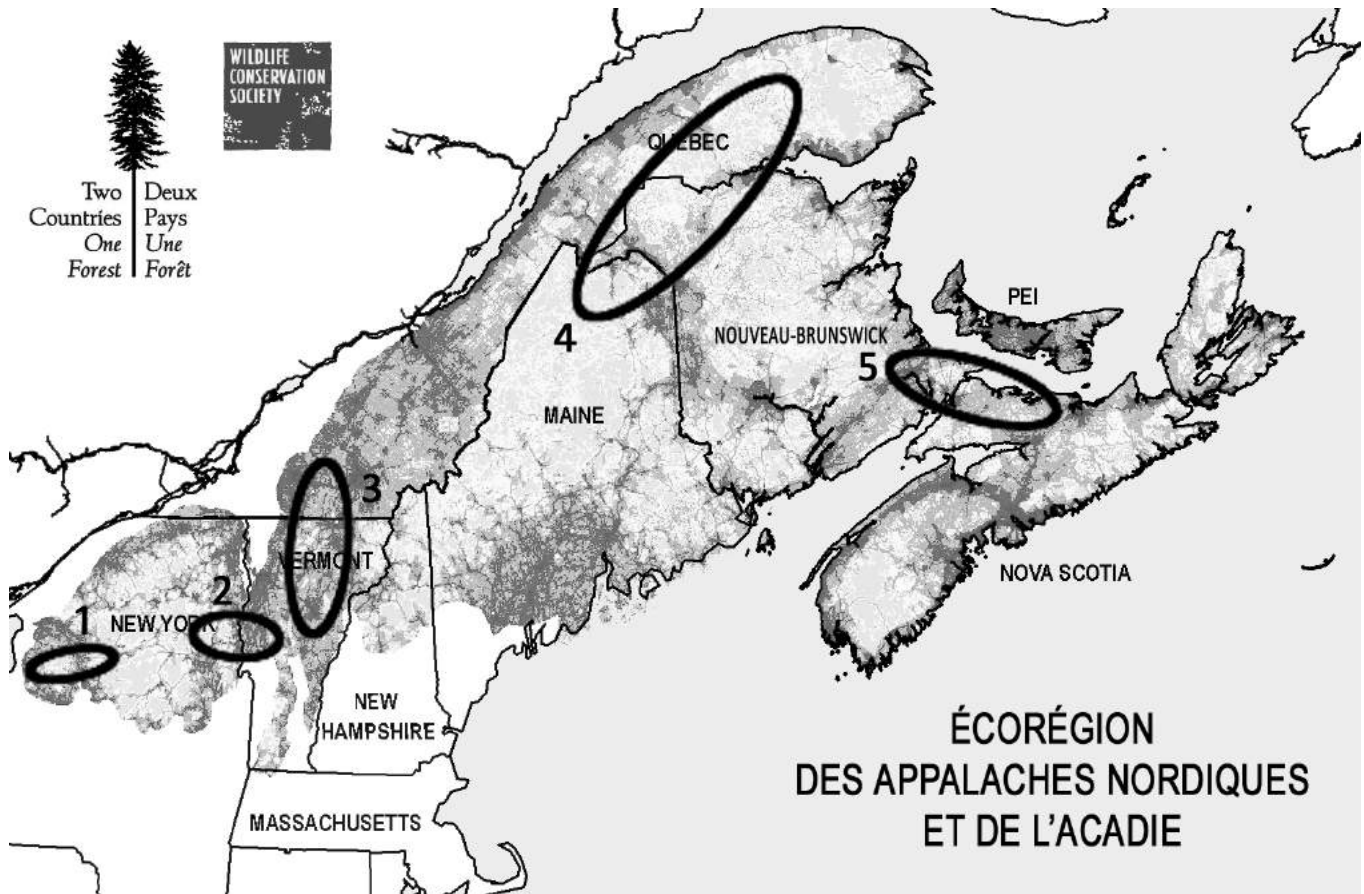 WILDLIFE
CONSERVATION
SOCIETY
Two Deux
Countries Pays
One Une
Forest Forêt
QUÉBEC
4
NOUVEAU-BRUNSWICK
PEI
5
MAINE
3
VERMONT
2
1
NEW YORK
NOVA SCOTIA
NEW
HAMPSHIRE
MASSACHUSETTS
ÉCORÉGION
DES APPALACHES NORDIQUES
ET DE L'ACADIE